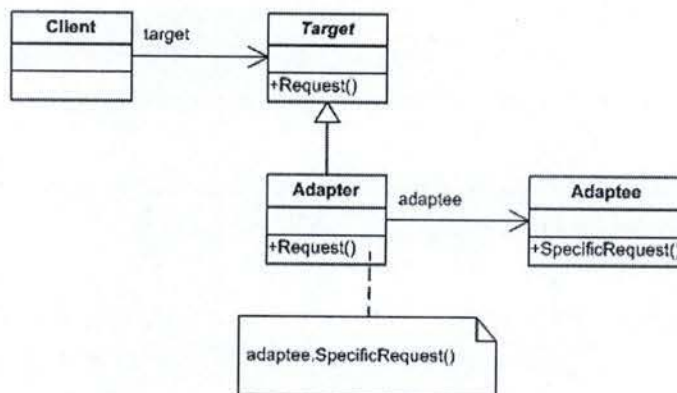 Client
target
Target
+Request()
Adapter
adaptee
Adaptee
+Request()
+SpecificRequest()
adaptee.SpecificRequest()